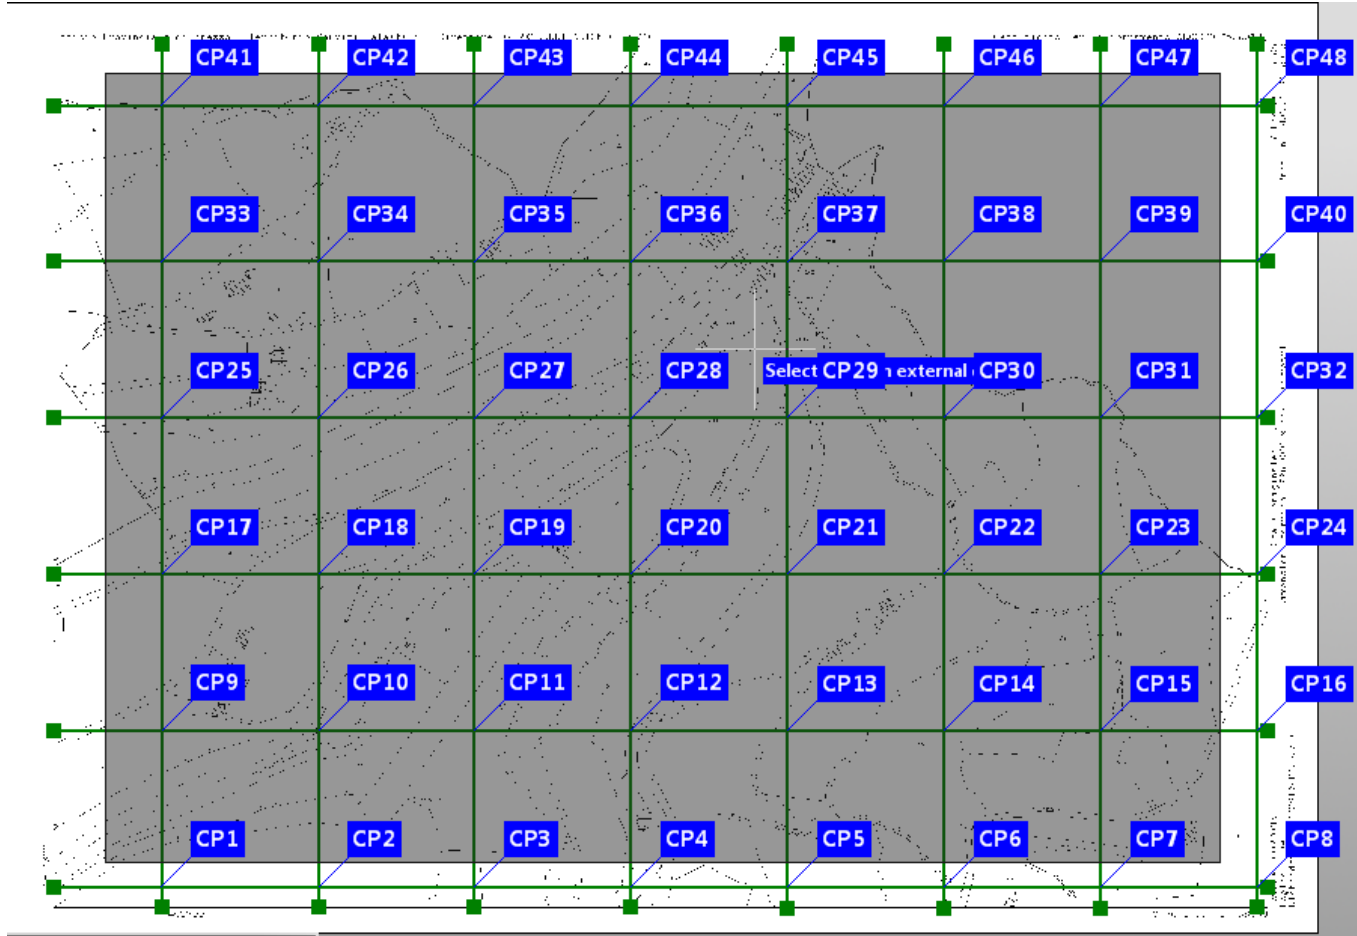 CP41 CP42 CP43 CP44 CP45 CP46 CP47 CP48
CP33 CP34 CP35 CP36 CP37 CP38 CP39 CP40
CP25 CP26 CP27 CP28 Select CP29 external CP30 CP31 CP32
CP17 CP18 CP19 CP20 CP21 CP22 CP23 CP24
CP9 CP10 CP11 CP12 CP13 CP14 CP15 CP16
CP1 CP2 CP3 CP4 CP5 CP6 CP7 CP8